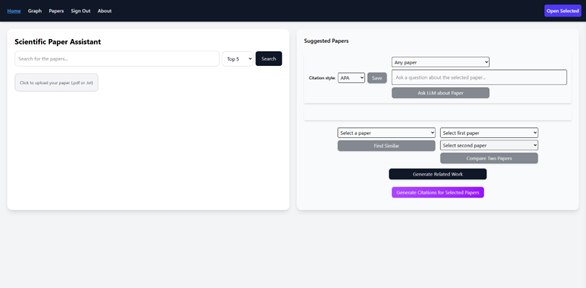 Home Graph Papers Sign Out About Open Selected
Scientific Paper Assistant
Search for the papers... Top 5 Search
Click to upload your paper (.pdf or .txt)
Suggested Papers
Any paper
Citation style: APA Save Ask a question about the selected paper...
Ask LLM about Paper
Select a paper Select first paper
Find Similar Select second paper
Compare Two Papers
Generate Related Work
Generate Citations for Selected Papers